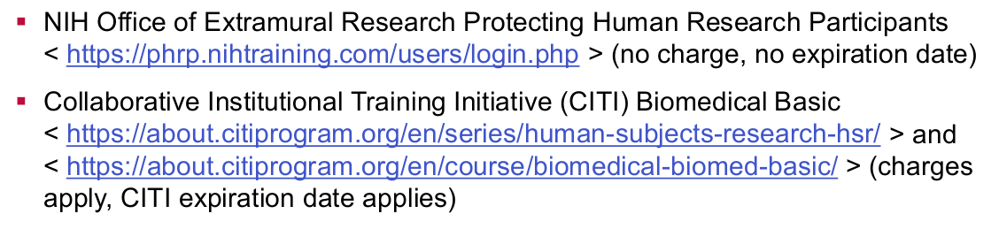 ▪ NIH Office of Extramural Research Protecting Human Research Participants
< https://phrp.nihtraining.com/users/login.php > (no charge, no expiration date)
▪ Collaborative Institutional Training Initiative (CITI) Biomedical Basic
< https://about.citiprogram.org/en/series/human-subjects-research-hsr/ > and
< https://about.citiprogram.org/en/course/biomedical-biomed-basic/ > (charges
apply, CITI expiration date applies)